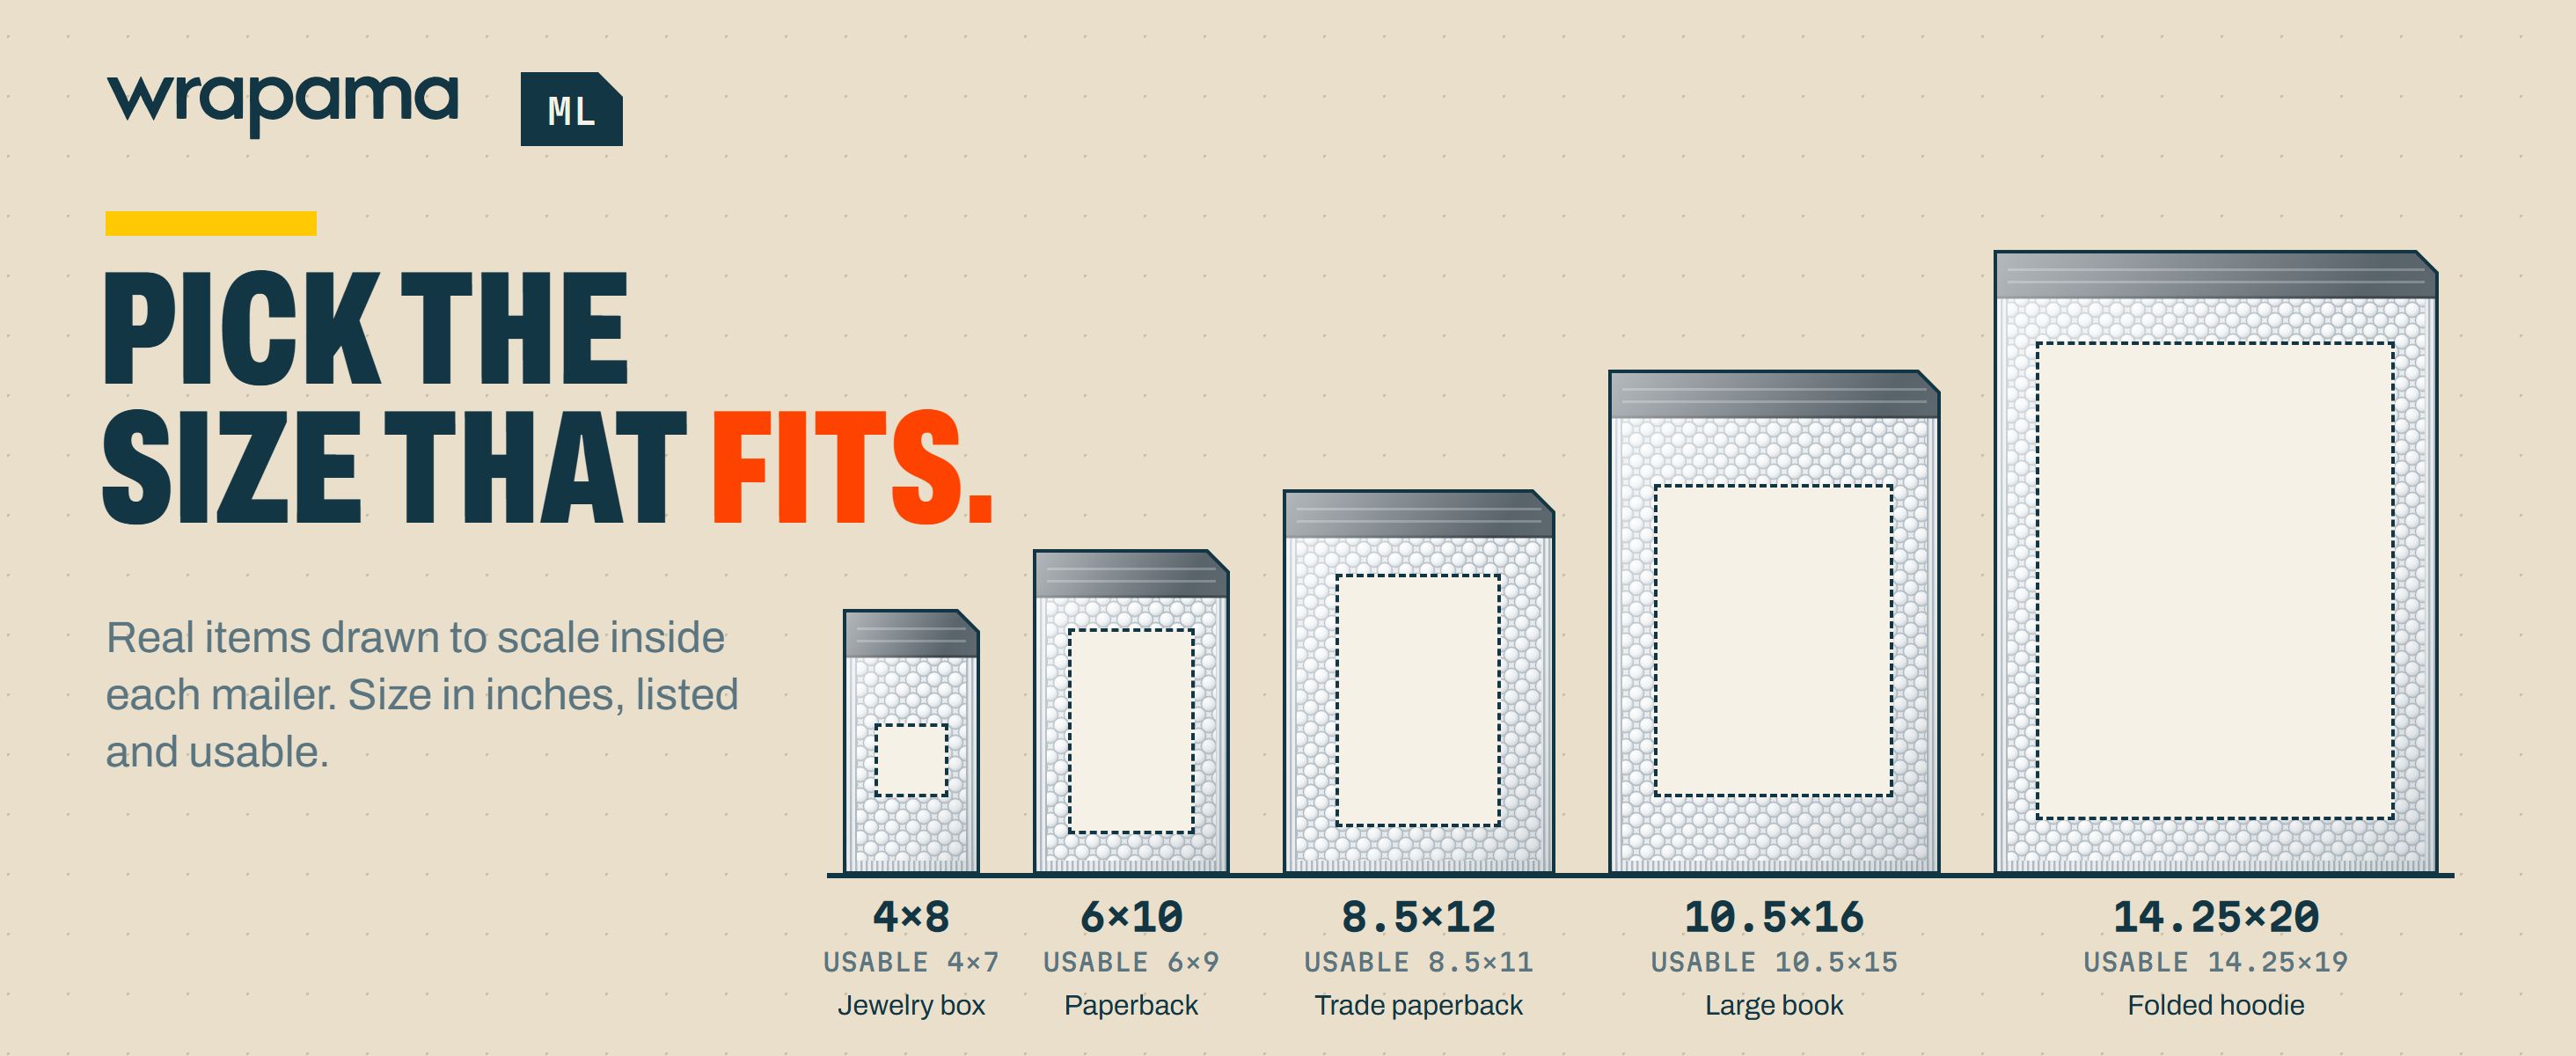 wrapama
ML
PICK THE
SIZE THAT FITS.
Real items drawn to scale inside
each mailer. Size in inches, listed
and usable.
4×8
USABLE 4×7
Jewelry box
6×10
USABLE 6×9
Paperback
8.5×12
USABLE 8.5×11
Trade paperback
10.5×16
USABLE 10.5×15
Large book
14.25×20
USABLE 14.25×19
Folded hoodie